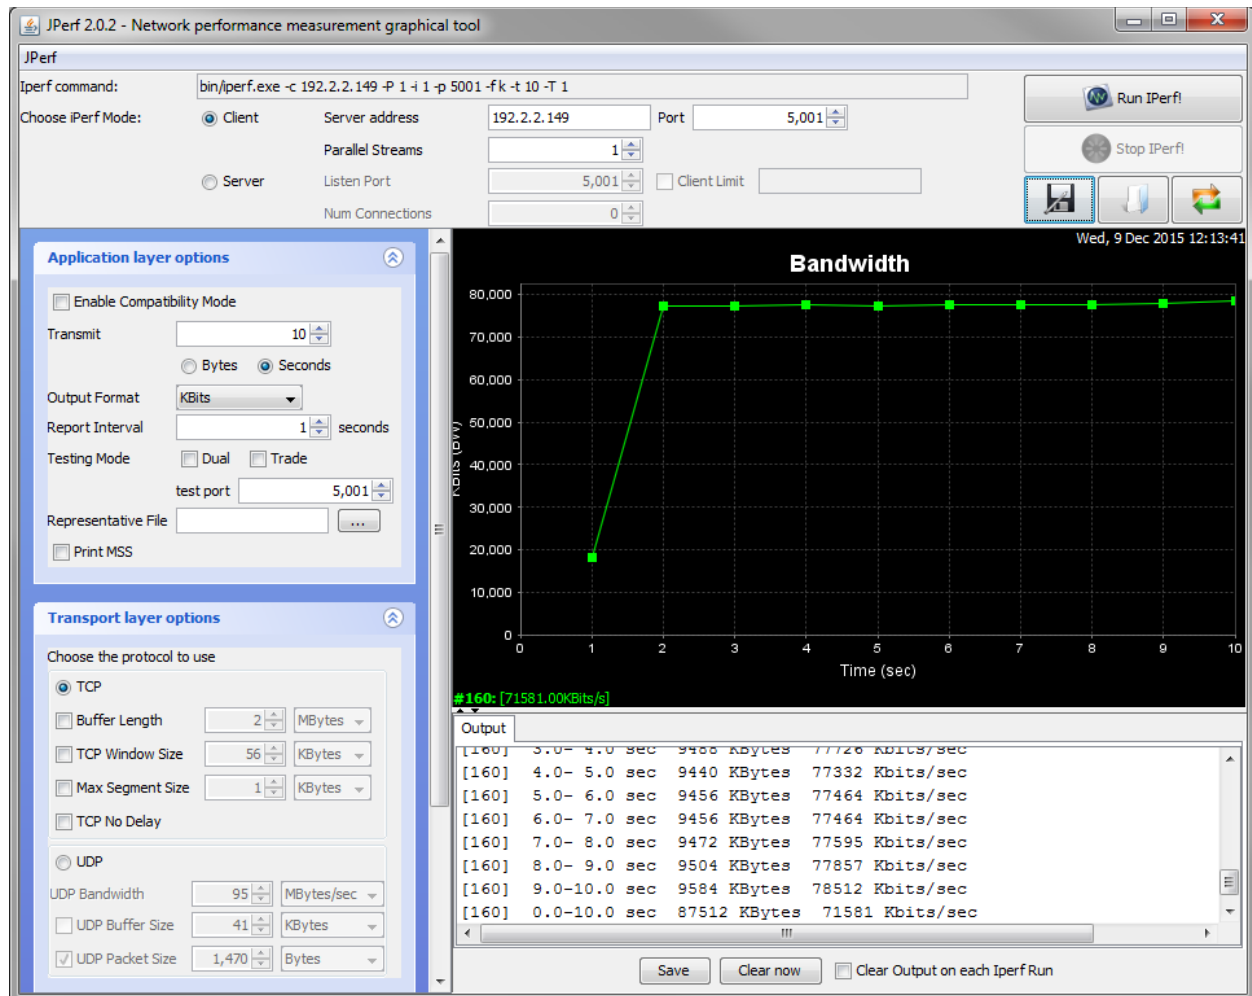 JPerf 2.0.2 - Network performance measurement graphical tool
JPerf
Iperf command: bin/iperf.exe -c 192.2.2.149 -P 1 -i 1 -p 5001 -f k -t 10 -T 1
Run IPerf!
Choose iPerf Mode: Client Server address 192.2.2.149 Port 5,001
Parallel Streams 1
Stop IPerf!
Server Listen Port 5,001 Client Limit
Num Connections 0
Application layer options
Enable Compatibility Mode
Transmit 10
Bytes Seconds
Output Format KBits
Report Interval 1 seconds
Testing Mode Dual Trade
test port 5,001
Representative File ...
Print MSS
Transport layer options
Choose the protocol to use
TCP
Buffer Length 2 MBytes
TCP Window Size 56 KBytes
Max Segment Size 1 KBytes
TCP No Delay
UDP
UDP Bandwidth 95 MBytes/sec
UDP Buffer Size 41 KBytes
UDP Packet Size 1,470 Bytes
Wed, 9 Dec 2015 12:13:41
Bandwidth
80,000
70,000
60,000
50,000
40,000
30,000
20,000
10,000
0
KBits (BW)
0 1 2 3 4 5 6 7 8 9 10
Time (sec)
#160: [71581.00KBits/s]
Output
[160] 3.0- 4.0 sec 9488 KBytes 77726 Kbits/sec
[160] 4.0- 5.0 sec 9440 KBytes 77332 Kbits/sec
[160] 5.0- 6.0 sec 9456 KBytes 77464 Kbits/sec
[160] 6.0- 7.0 sec 9456 KBytes 77464 Kbits/sec
[160] 7.0- 8.0 sec 9472 KBytes 77595 Kbits/sec
[160] 8.0- 9.0 sec 9504 KBytes 77857 Kbits/sec
[160] 9.0-10.0 sec 9584 KBytes 78512 Kbits/sec
[160] 0.0-10.0 sec 87512 KBytes 71581 Kbits/sec
Save Clear now Clear Output on each Iperf Run